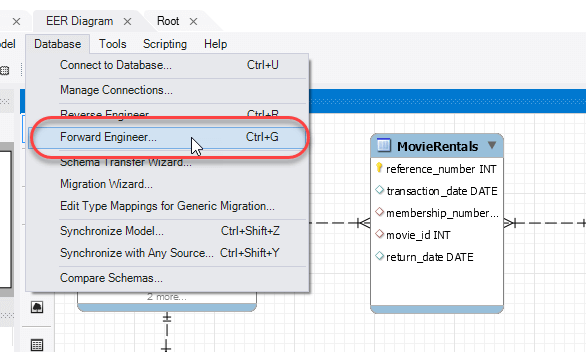 EER Diagram
Root
del Database Tools Scripting Help
Connect to Database... Ctrl+U
Manage Connections...
Reverse Engineer... Ctrl+R
Forward Engineer... Ctrl+G
Schema Transfer Wizard...
Migration Wizard...
Edit Type Mappings for Generic Migration...
Synchronize Model... Ctrl+Shift+Z
Synchronize with Any Source... Ctrl+Shift+Y
Compare Schemas...
2 more...
MovieRentals
reference_number INT
transaction_date DATE
membership_number...
movie_id INT
return_date DATE